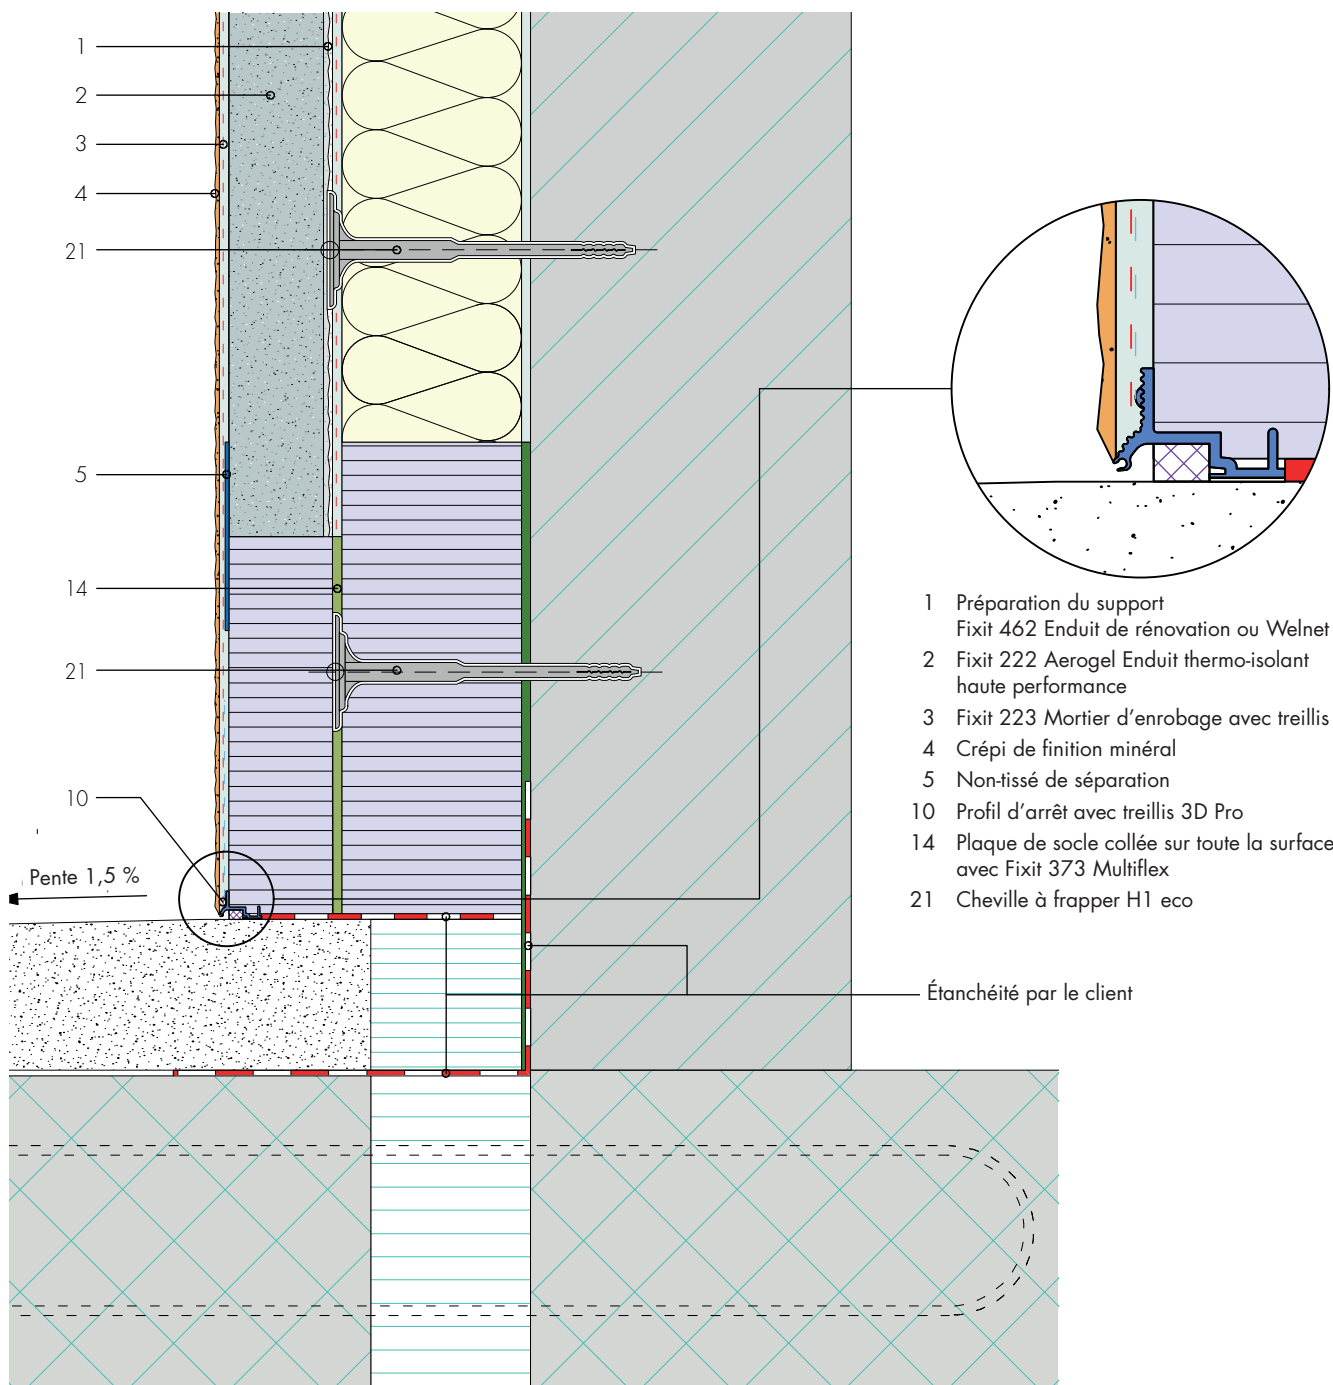 1
2
3
4
21
5
14
21
10
Pente 1,5 %
1 Préparation du support
Fixit 462 Enduit de rénovation ou Welnet
2 Fixit 222 Aerogel Enduit thermo-isolant
haute performance
3 Fixit 223 Mortier d’enrobage avec treillis
4 Crépi de finition minéral
5 Non-tissé de séparation
10 Profil d’arrêt avec treillis 3D Pro
14 Plaque de socle collée sur toute la surface
avec Fixit 373 Multiflex
21 Cheville à frapper H1 eco
Étanchéité par le client